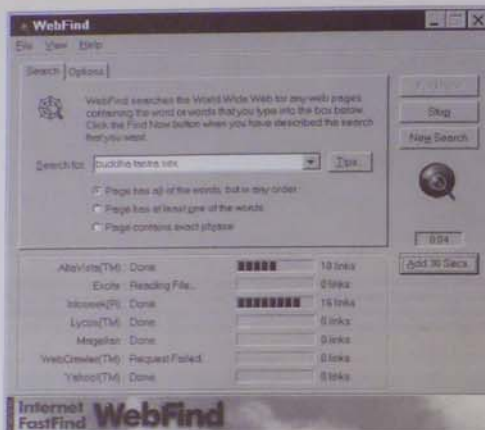 WebFind
File View Help
Search Options
WebFind searches the World Wide Web for any web pages
containing the word or words that you type into the box below.
Click the Find Now button when you have described the search
that you want.
Search for: buddha tantra sex Tips...
Page has all of the words, but in any order
Page has at least one of the words
Page contains exact phrase
Stop
New Search
0:04
Add 30 Secs
AltaVista(TM): Done 10 links
Excite: Reading File... 0 links
Infoseek(R): Done 16 links
Lycos(TM): Done 0 links
Magellan: Done 0 links
WebCrawler(TM): Request Failed. 0 links
Yahoo!(TM): Done 0 links
Internet
FastFind WebFind